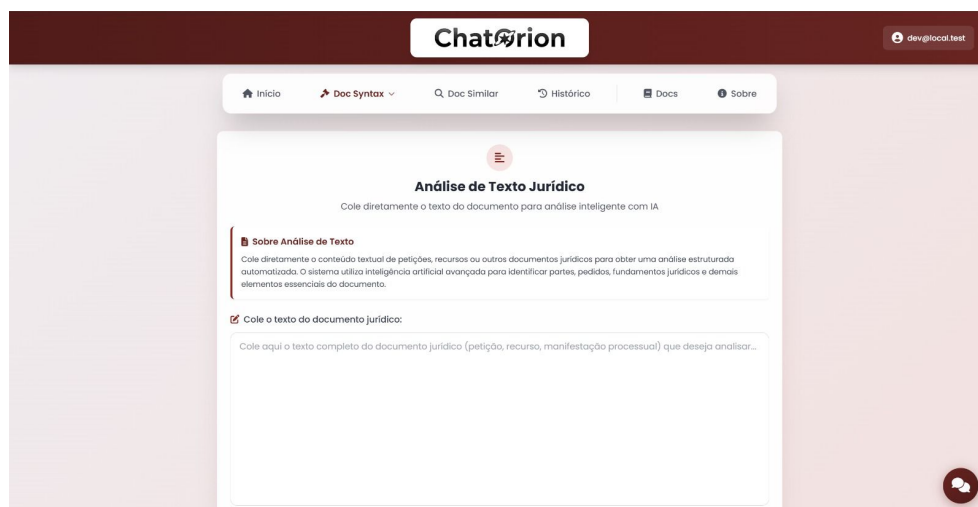 ChatOrion
dev@local.test
Início Doc Syntax Doc Similar Histórico Docs Sobre
Análise de Texto Jurídico
Cole diretamente o texto do documento para análise inteligente com IA
Sobre Análise de Texto
Cole diretamente o conteúdo textual de petições, recursos ou outros documentos jurídicos para obter uma análise estruturada
automatizada. O sistema utiliza inteligência artificial avançada para identificar partes, pedidos, fundamentos jurídicos e demais
elementos essenciais do documento.
Cole o texto do documento jurídico:
Cole aqui o texto completo do documento jurídico (petição, recurso, manifestação processual) que deseja analisar...